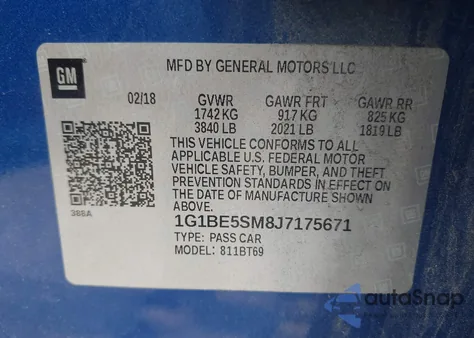 GM
MFD BY GENERAL MOTORS LLC
02/18 GVWR GAWR FRT GAWR RR
1742 KG 917 KG 825 KG
3840 LB 2021 LB 1819 LB
THIS VEHICLE CONFORMS TO ALL
APPLICABLE U.S. FEDERAL MOTOR
VEHICLE SAFETY, BUMPER, AND THEFT
PREVENTION STANDARDS IN EFFECT ON
THE DATE OF MANUFACTURE
388A
1G1BE5SM8J7175671
TYPE: PASS CAR
MODEL: 811BT69
autoSnap